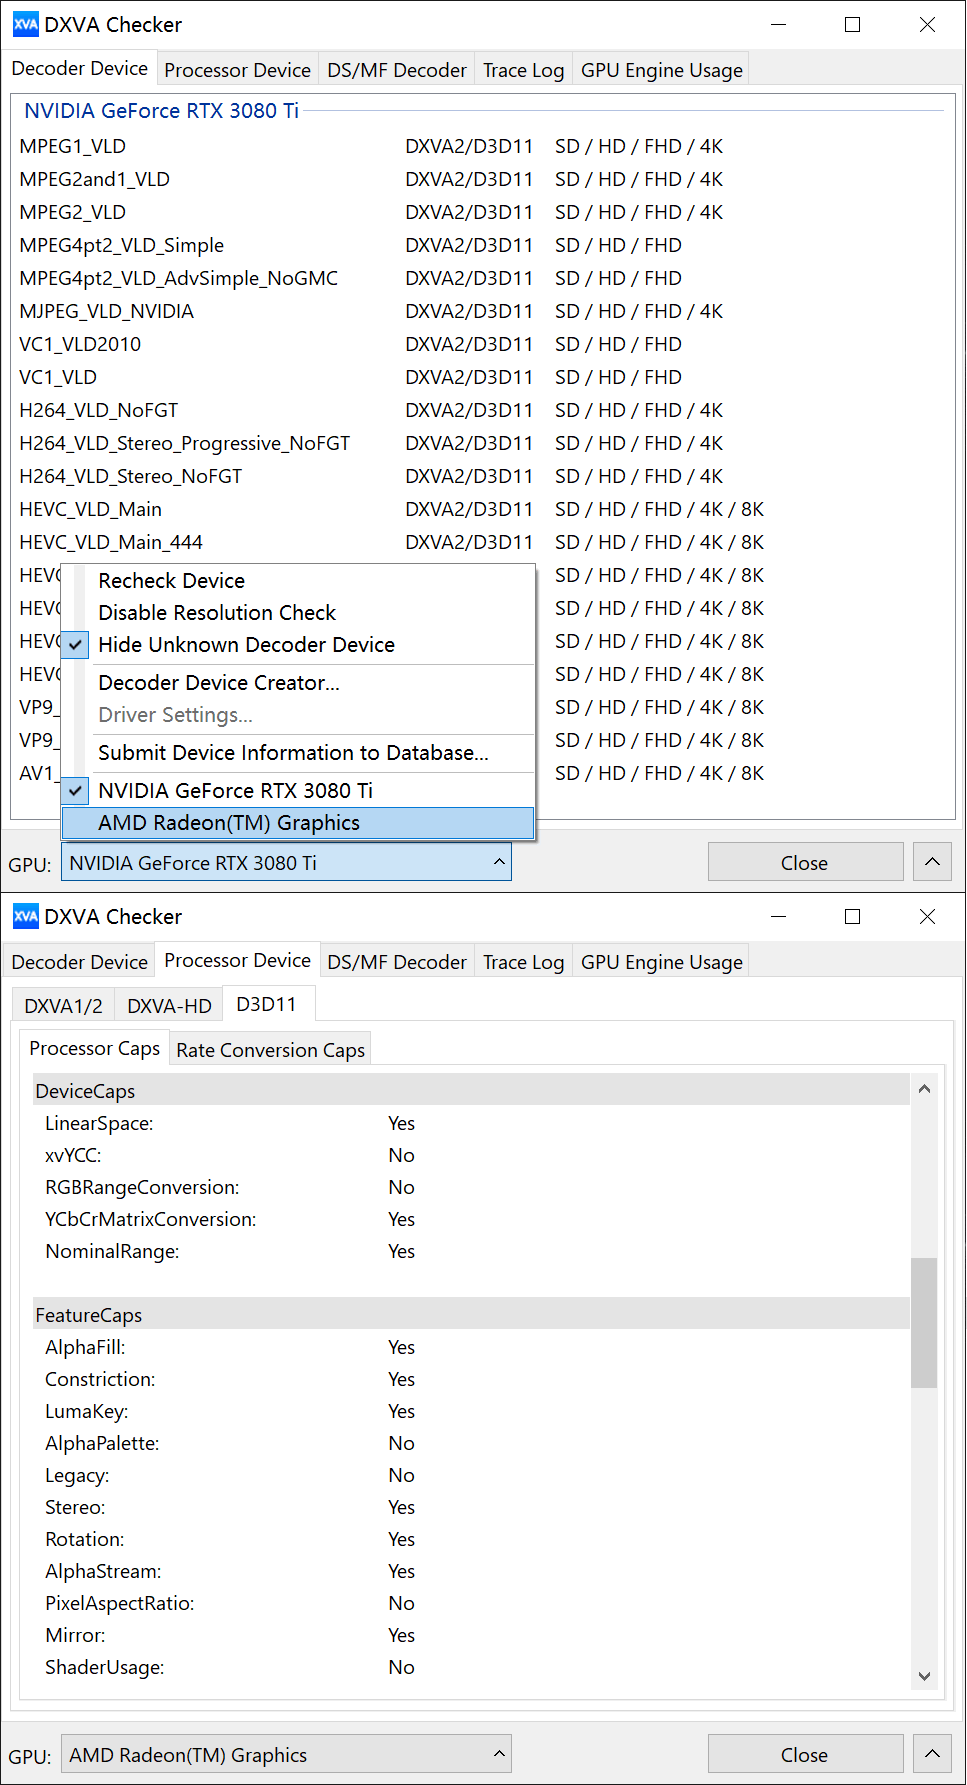 XVA DXVA Checker
Decoder Device Processor Device DS/MF Decoder Trace Log GPU Engine Usage
NVIDIA GeForce RTX 3080 Ti
MPEG1_VLD DXVA2/D3D11 SD / HD / FHD / 4K
MPEG2and1_VLD DXVA2/D3D11 SD / HD / FHD / 4K
MPEG2_VLD DXVA2/D3D11 SD / HD / FHD / 4K
MPEG4pt2_VLD_Simple DXVA2/D3D11 SD / HD / FHD
MPEG4pt2_VLD_AdvSimple_NoGMC DXVA2/D3D11 SD / HD / FHD
MJPEG_VLD_NVIDIA DXVA2/D3D11 SD / HD / FHD / 4K
VC1_VLD2010 DXVA2/D3D11 SD / HD / FHD
VC1_VLD DXVA2/D3D11 SD / HD / FHD
H264_VLD_NoFGT DXVA2/D3D11 SD / HD / FHD / 4K
H264_VLD_Stereo_Progressive_NoFGT DXVA2/D3D11 SD / HD / FHD / 4K
H264_VLD_Stereo_NoFGT DXVA2/D3D11 SD / HD / FHD / 4K
HEVC_VLD_Main DXVA2/D3D11 SD / HD / FHD / 4K / 8K
HEVC_VLD_Main_444 DXVA2/D3D11 SD / HD / FHD / 4K / 8K
SD / HD / FHD / 4K / 8K
SD / HD / FHD / 4K / 8K
SD / HD / FHD / 4K / 8K
SD / HD / FHD / 4K / 8K
VP9_ SD / HD / FHD / 4K / 8K
VP9_ SD / HD / FHD / 4K / 8K
AV1_ SD / HD / FHD / 4K / 8K
Recheck Device
Disable Resolution Check
Hide Unknown Decoder Device
Decoder Device Creator...
Driver Settings...
Submit Device Information to Database...
NVIDIA GeForce RTX 3080 Ti
AMD Radeon(TM) Graphics
GPU: NVIDIA GeForce RTX 3080 Ti Close
XVA DXVA Checker
Decoder Device Processor Device DS/MF Decoder Trace Log GPU Engine Usage
DXVA1/2 DXVA-HD D3D11
Processor Caps Rate Conversion Caps
DeviceCaps
LinearSpace: Yes
xvYCC: No
RGBRangeConversion: No
YCbCrMatrixConversion: Yes
NominalRange: Yes
FeatureCaps
AlphaFill: Yes
Constriction: Yes
LumaKey: Yes
AlphaPalette: No
Legacy: No
Stereo: Yes
Rotation: Yes
AlphaStream: Yes
PixelAspectRatio: No
Mirror: Yes
ShaderUsage: No
GPU: AMD Radeon(TM) Graphics Close